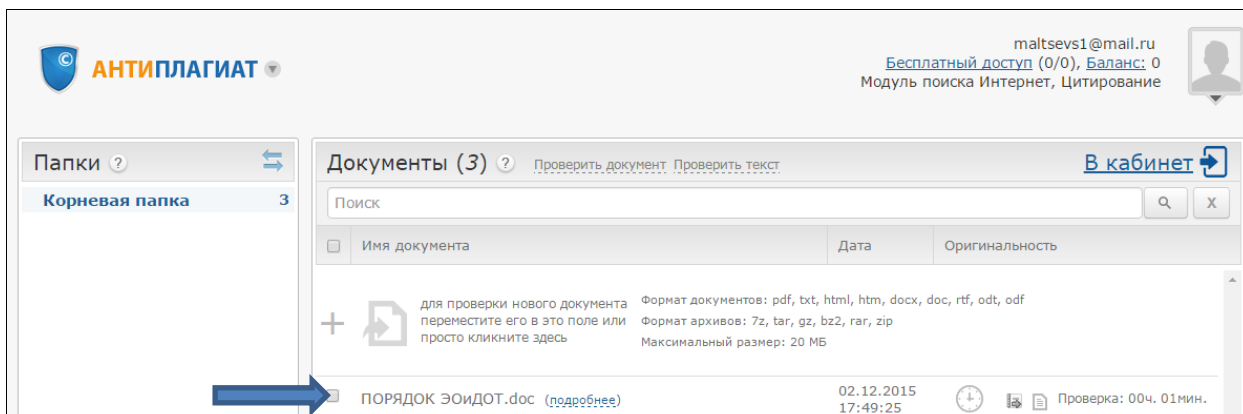 maltsevs1@mail.ru
АНТИПЛАГИАТ
Бесплатный доступ (0/0), Баланс: 0
Модуль поиска Интернет, Цитирование
Папки ?
Документы (3) ? Проверить документ Проверить текст В кабинет
Корневая папка 3
Поиск X
Имя документа Дата Оригинальность
для проверки нового документа
переместите его в это поле или
просто кликните здесь
Формат документов: pdf, txt, html, htm, docx, doc, rtf, odt, odf
Формат архивов: 7z, tar, gz, bz2, rar, zip
Максимальный размер: 20 МБ
ПОРЯДОК ЭОиДОТ.doc (подробнее) 02.12.2015 Проверка: 00ч. 01мин.
17:49:25